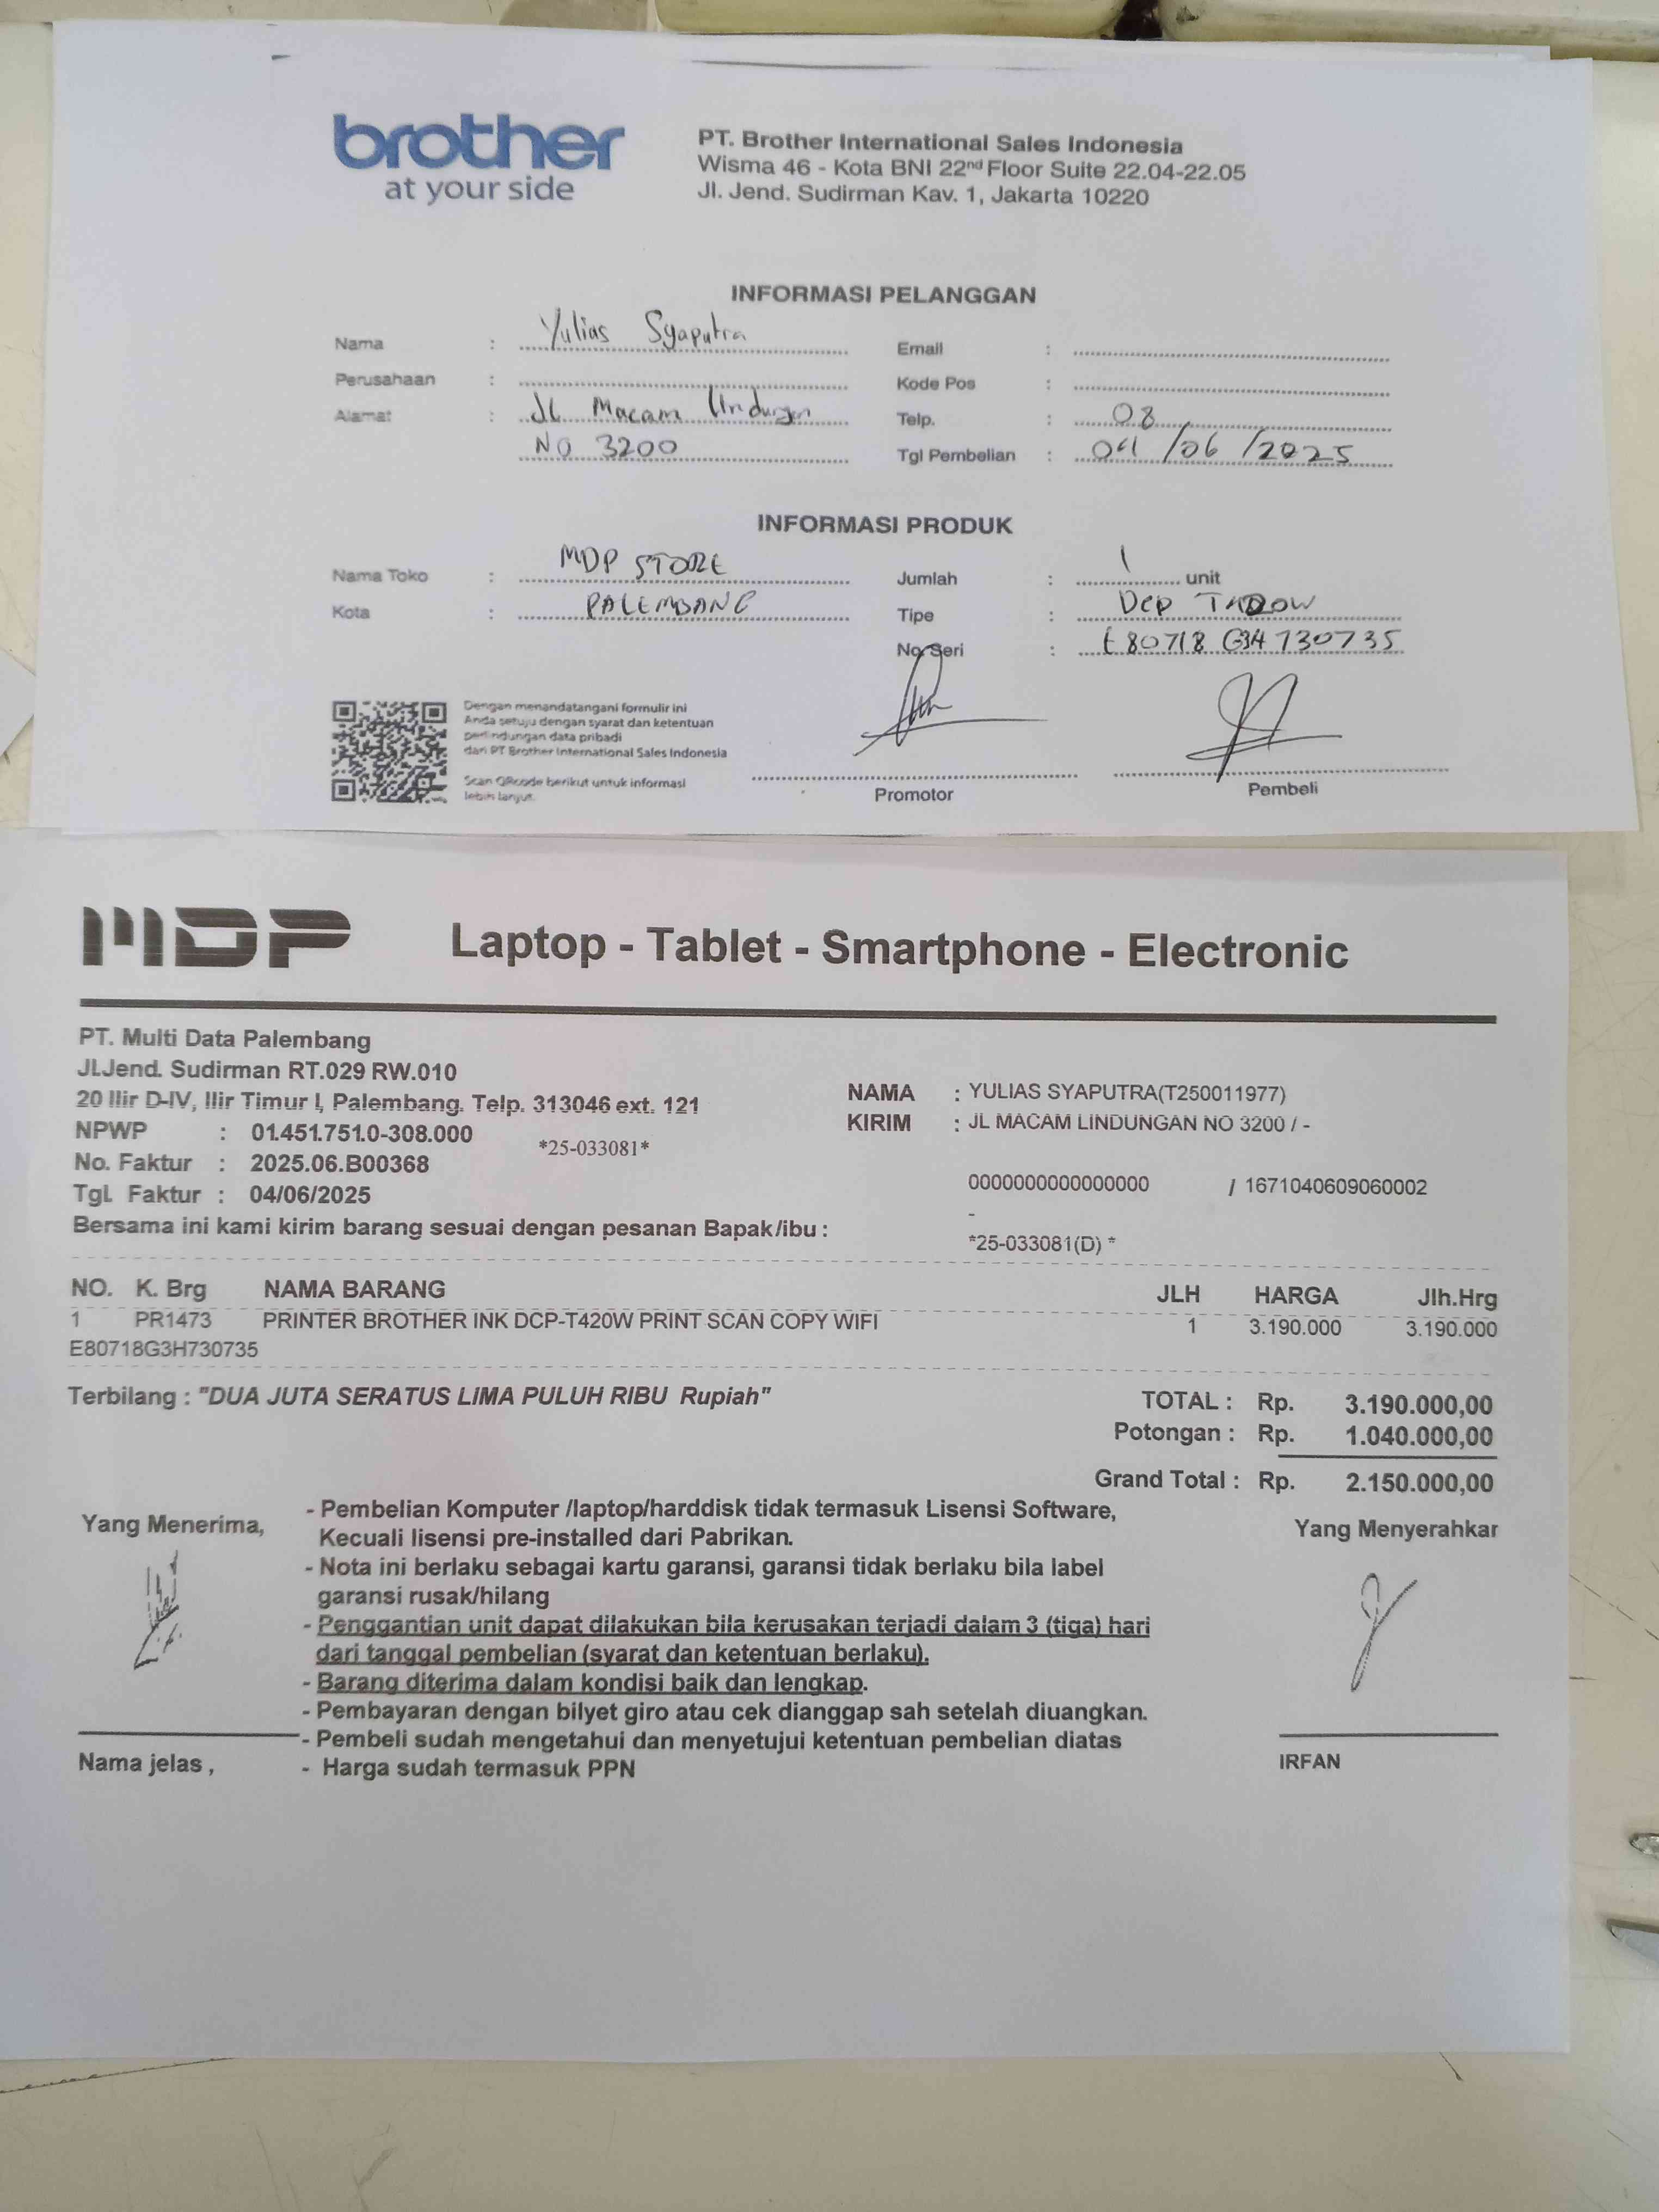 brother
at your side
PT. Brother International Sales Indonesia
Wisma 46 - Kota BNI 22nd Floor Suite 22.04-22.05
Jl. Jend. Sudirman Kav. 1, Jakarta 10220
INFORMASI PELANGGAN
Nama : Yulias Syaputra
Perusahaan :
Alamat : JL Macam Lindungan
No 3200
Email :
Kode Pos :
Telp. : 08
Tgl Pembelian : 04/06/2025
INFORMASI PRODUK
Nama Toko : MDP STORE
Kota : PALEMBANG
Jumlah : 1 unit
Tipe : DCP
No Seri : E80718 G3H730735
Dengan menandatangani formulir ini
Anda setuju dengan syarat dan ketentuan
perlindungan data pribadi
dari PT Brother International Sales Indonesia
Scan QRcode berikut untuk informasi
lebih lanjut.
Promotor
Pembeli
MDP Laptop - Tablet - Smartphone - Electronic
PT. Multi Data Palembang
Jl.Jend. Sudirman RT.029 RW.010
20 Ilir D-IV, Ilir Timur I, Palembang. Telp. 313046 ext. 121
NPWP : 01.451.751.0-308.000
*25-033081*
No. Faktur : 2025.06.B00368
Tgl. Faktur : 04/06/2025
Bersama ini kami kirim barang sesuai dengan pesanan Bapak/ibu :
NAMA : YULIAS SYAPUTRA(T250011977)
KIRIM : JL MACAM LINDUNGAN NO 3200 / -
0000000000000000 / 1671040609060002
-
*25-033081(D) *
NO. K. Brg NAMA BARANG JLH HARGA Jlh.Hrg
1 PR1473 PRINTER BROTHER INK DCP-T420W PRINT SCAN COPY WIFI 1 3.190.000 3.190.000
E80718G3H730735
Terbilang : "DUA JUTA SERATUS LIMA PULUH RIBU Rupiah"
TOTAL : Rp. 3.190.000,00
Potongan : Rp. 1.040.000,00
Grand Total : Rp. 2.150.000,00
Yang Menerima,
- Pembelian Komputer /laptop/harddisk tidak termasuk Lisensi Software,
Kecuali lisensi pre-installed dari Pabrikan.
- Nota ini berlaku sebagai kartu garansi, garansi tidak berlaku bila label
garansi rusak/hilang
- Penggantian unit dapat dilakukan bila kerusakan terjadi dalam 3 (tiga) hari
dari tanggal pembelian (syarat dan ketentuan berlaku).
- Barang diterima dalam kondisi baik dan lengkap.
- Pembayaran dengan bilyet giro atau cek dianggap sah setelah diuangkan.
- Pembeli sudah mengetahui dan menyetujui ketentuan pembelian diatas
- Harga sudah termasuk PPN
Nama jelas ,
Yang Menyerahkar
IRFAN